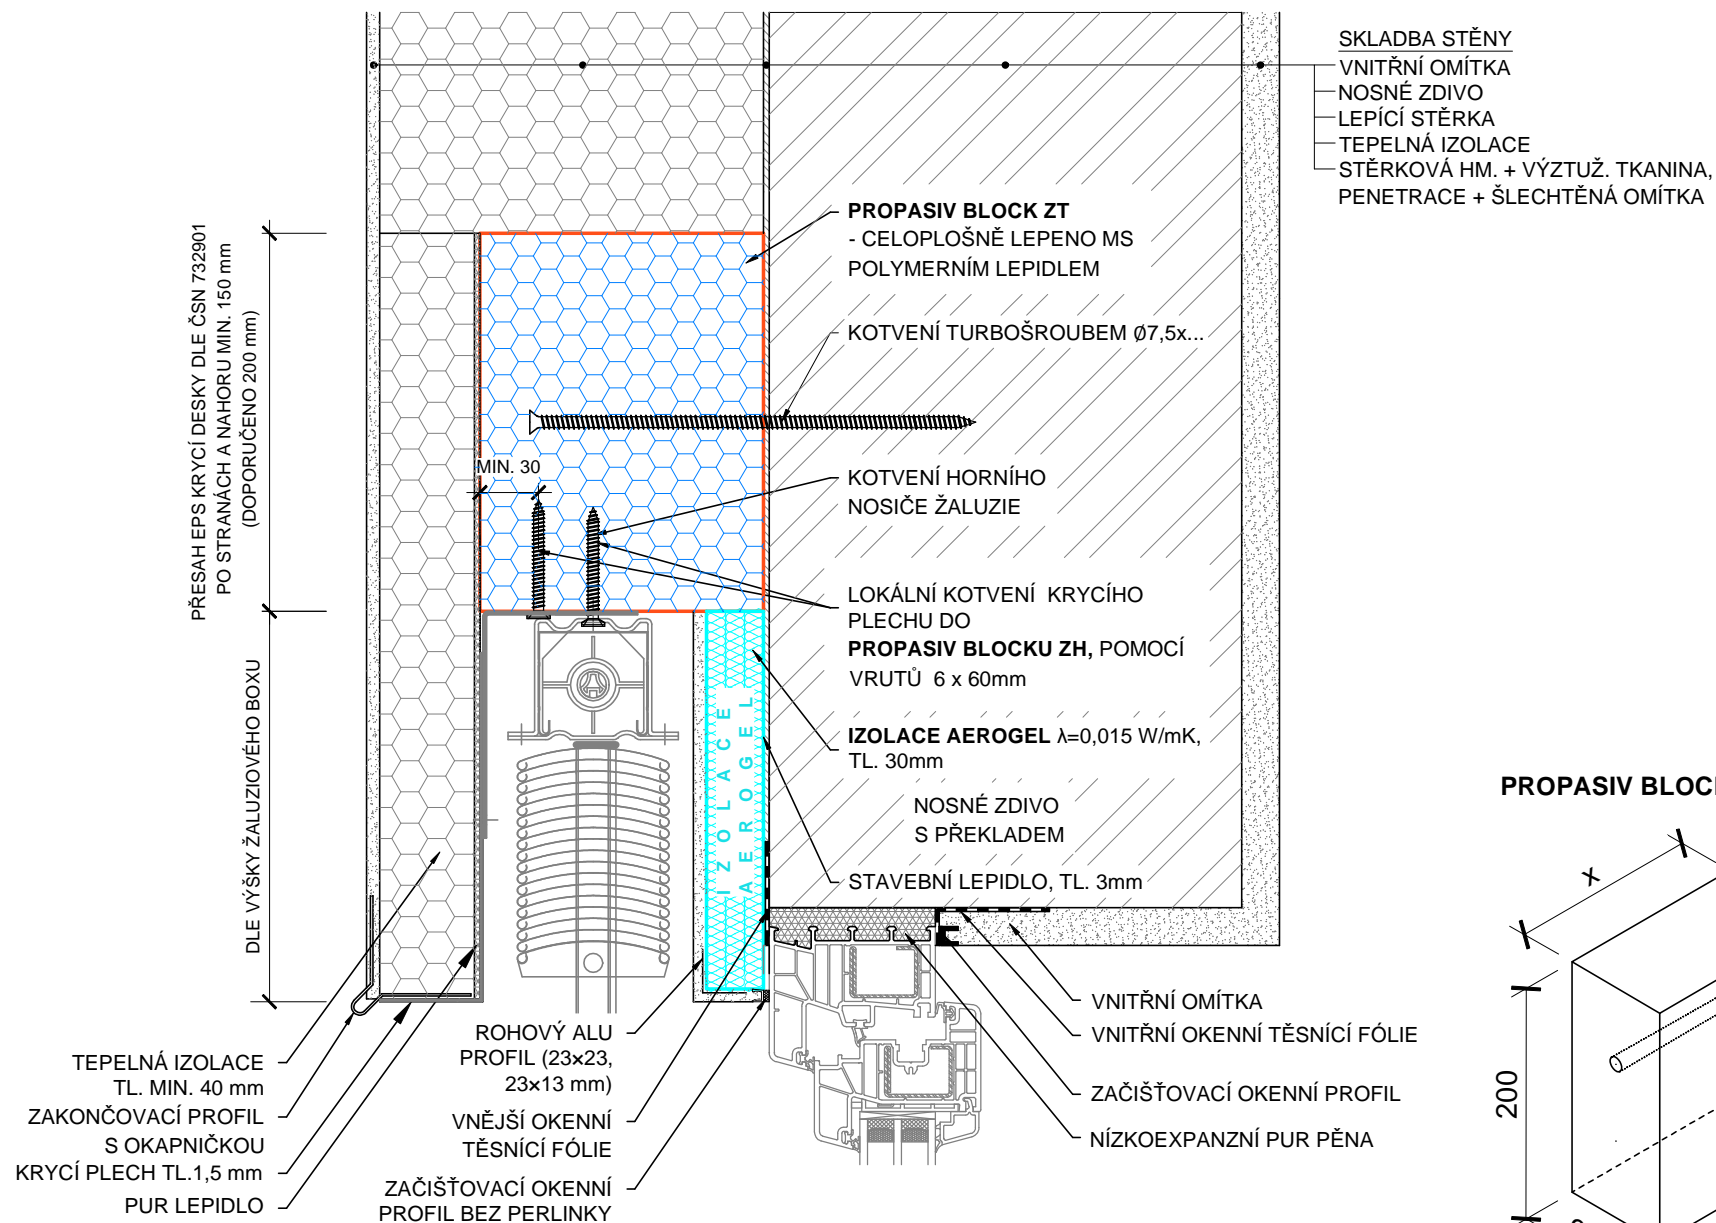 SKLADBA STĚNY
VNITŘNÍ OMÍTKA
NOSNÉ ZDIVO
LEPÍCÍ STĚRKA
TEPELNÁ IZOLACE
STĚRKOVÁ HM. + VÝZTUŽ. TKANINA,
PENETRACE + ŠLECHTĚNÁ OMÍTKA
PROPASIV BLOCK ZT
- CELOPLOŠNĚ LEPENO MS
POLYMERNÍM LEPIDLEM
KOTVENÍ TURBOŠROUBEM Ø7,5x...
PŘESAH EPS KRYCÍ DESKY DLE ČSN 732901
PO STRANÁCH A NAHORU MIN. 150 mm
(DOPORUČENO 200 mm)
MIN. 30
KOTVENÍ HORNÍHO
NOSIČE ŽALUZIE
LOKÁLNÍ KOTVENÍ KRYCÍHO
PLECHU DO
PROPASIV BLOCKU ZH, POMOCÍ
VRUTŮ 6 x 60mm
DLE VÝŠKY ŽALUZIOVÉHO BOXU
IZOLACE
AEROGEL
IZOLACE AEROGEL λ=0,015 W/mK,
TL. 30mm
NOSNÉ ZDIVO
S PŘEKLADEM
STAVEBNÍ LEPIDLO, TL. 3mm
PROPASIV BLOC
x
200
VNITŘNÍ OMÍTKA
VNITŘNÍ OKENNÍ TĚSNÍCÍ FÓLIE
ZAČIŠŤOVACÍ OKENNÍ PROFIL
NÍZKOEXPANZNÍ PUR PĚNA
ROHOVÝ ALU
PROFIL (23×23,
23×13 mm)
VNĚJŠÍ OKENNÍ
TĚSNÍCÍ FÓLIE
ZAČIŠŤOVACÍ OKENNÍ
PROFIL BEZ PERLINKY
TEPELNÁ IZOLACE
TL. MIN. 40 mm
ZAKONČOVACÍ PROFIL
S OKAPNIČKOU
KRYCÍ PLECH TL.1,5 mm
PUR LEPIDLO